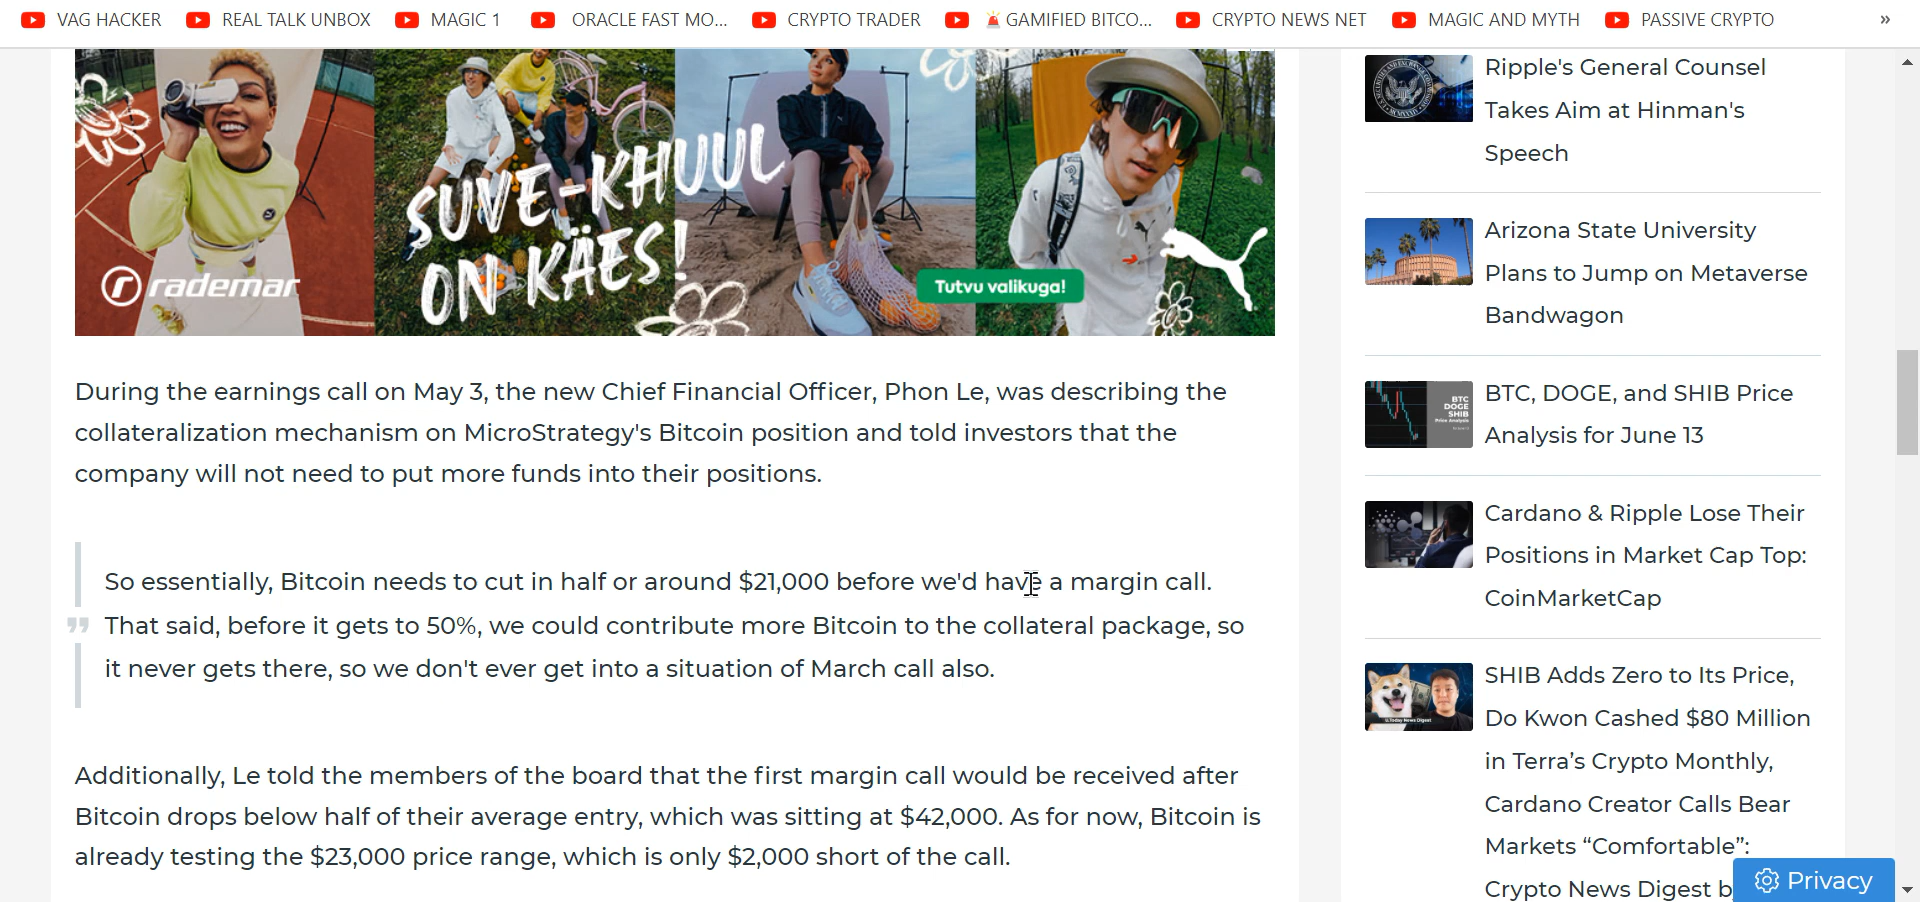 VAG HACKER
REAL TALK UNBOX
MAGIC 1
ORACLE FAST MO...
CRYPTO TRADER
GAMIFIED BITCO...
CRYPTO NEWS NET
MAGIC AND MYTH
PASSIVE CRYPTO
»
rademar
SUVE-KHUUL
ON KÄES!
Tutvu valikuga!
During the earnings call on May 3, the new Chief Financial Officer, Phon Le, was describing the
collateralization mechanism on MicroStrategy's Bitcoin position and told investors that the
company will not need to put more funds into their positions.
So essentially, Bitcoin needs to cut in half or around $21,000 before we'd have a margin call.
That said, before it gets to 50%, we could contribute more Bitcoin to the collateral package, so
it never gets there, so we don't ever get into a situation of March call also.
Additionally, Le told the members of the board that the first margin call would be received after
Bitcoin drops below half of their average entry, which was sitting at $42,000. As for now, Bitcoin is
already testing the $23,000 price range, which is only $2,000 short of the call.
Ripple's General Counsel
Takes Aim at Hinman's
Speech
Arizona State University
Plans to Jump on Metaverse
Bandwagon
BTC
DOGE
SHIB
Price Analysis
BTC, DOGE, and SHIB Price
Analysis for June 13
Cardano & Ripple Lose Their
Positions in Market Cap Top:
CoinMarketCap
SHIB Adds Zero to Its Price,
Do Kwon Cashed $80 Million
in Terra’s Crypto Monthly,
Cardano Creator Calls Bear
Markets “Comfortable”:
Crypto News Digest b
Privacy